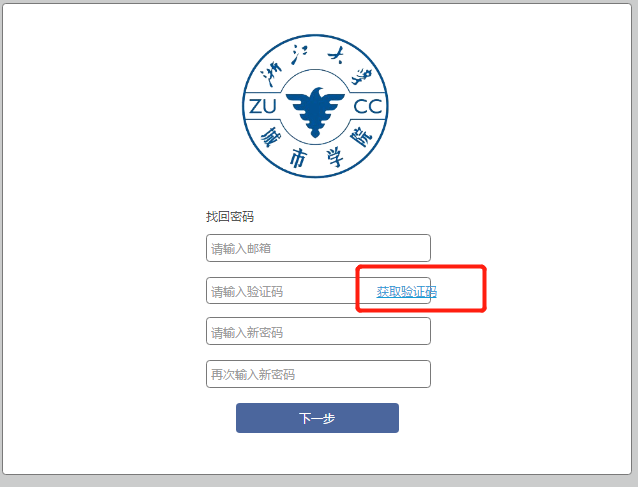 浙江大学
ZU CC
城市学院
找回密码
请输入邮箱
请输入验证码 获取验证码
请输入新密码
再次输入新密码
下一步